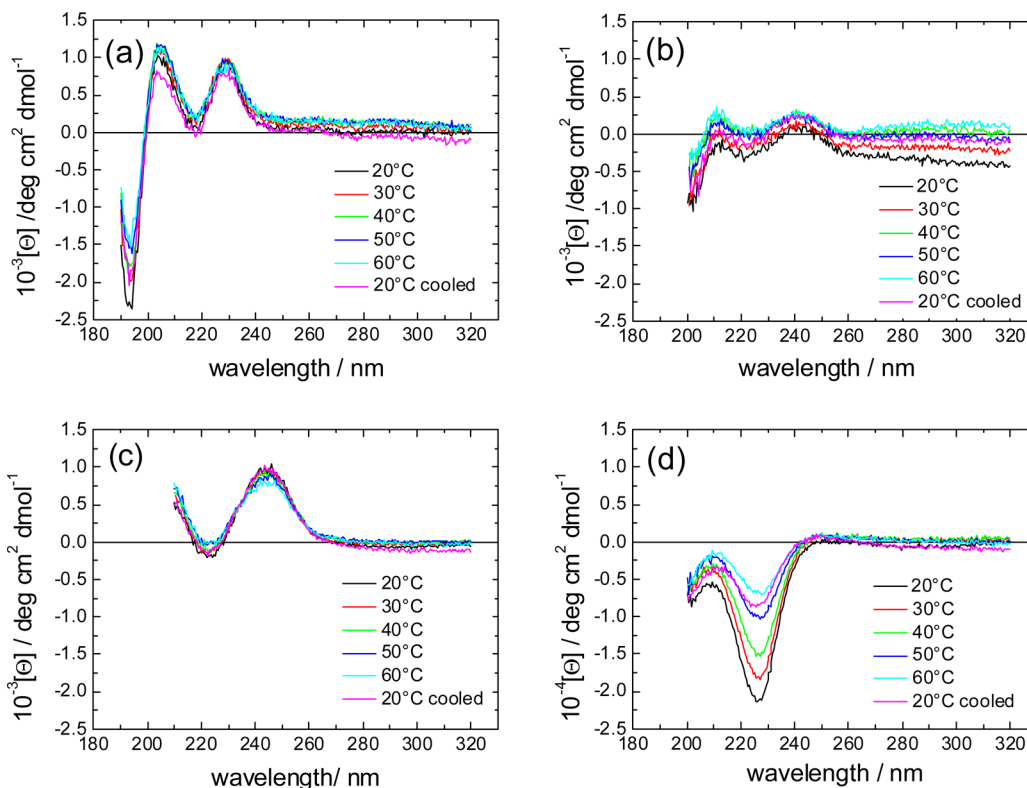 (a)
10⁻³[Θ] /deg cm² dmol⁻¹
1.5
1.0
0.5
0.0
-0.5
-1.0
-1.5
-2.0
-2.5
20°C
30°C
40°C
50°C
60°C
20°C cooled
180 200 220 240 260 280 300 320
wavelength / nm
(b)
10⁻³[Θ] /deg cm² dmol⁻¹
1.5
1.0
0.5
0.0
-0.5
-1.0
-1.5
-2.0
-2.5
20°C
30°C
40°C
50°C
60°C
20°C cooled
180 200 220 240 260 280 300 320
wavelength / nm
(c)
10⁻³[Θ] / deg cm² dmol⁻¹
1.5
1.0
0.5
0.0
-0.5
-1.0
-1.5
-2.0
-2.5
20°C
30°C
40°C
50°C
60°C
20°C cooled
180 200 220 240 260 280 300 320
wavelength/ nm
(d)
10⁻⁴[Θ] / deg cm² dmol⁻¹
1.5
1.0
0.5
0.0
-0.5
-1.0
-1.5
-2.0
-2.5
20°C
30°C
40°C
50°C
60°C
20°C cooled
180 200 220 240 260 280 300 320
wavelength / nm